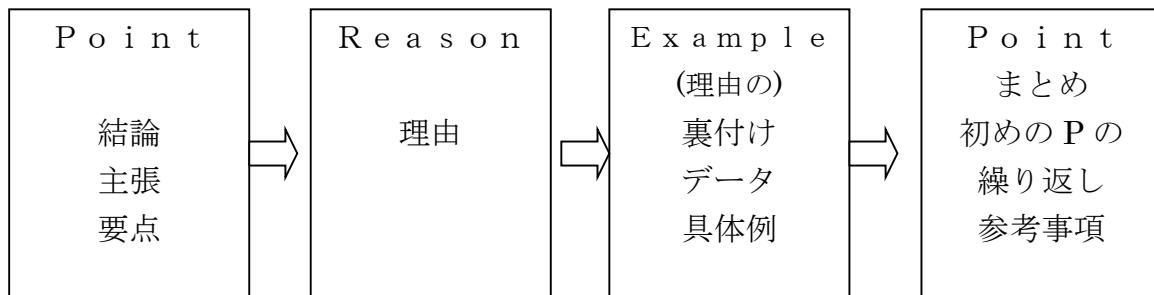 Ｐｏｉｎｔ
結論
主張
要点
Ｒｅａｓｏｎ
理由
Ｅｘａｍｐｌｅ
(理由の)
裏付け
データ
具体例
Ｐｏｉｎｔ
まとめ
初めの P の
繰り返し
参考事項